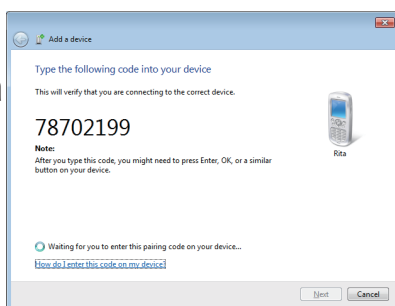 Add a device
Type the following code into your device
This will verify that you are connecting to the correct device.
78702199
Note:
After you type this code, you might need to press Enter, OK, or a similar
button on your device.
Rita
Waiting for you to enter this pairing code on your device...
How do I enter this code on my device?
Next Cancel